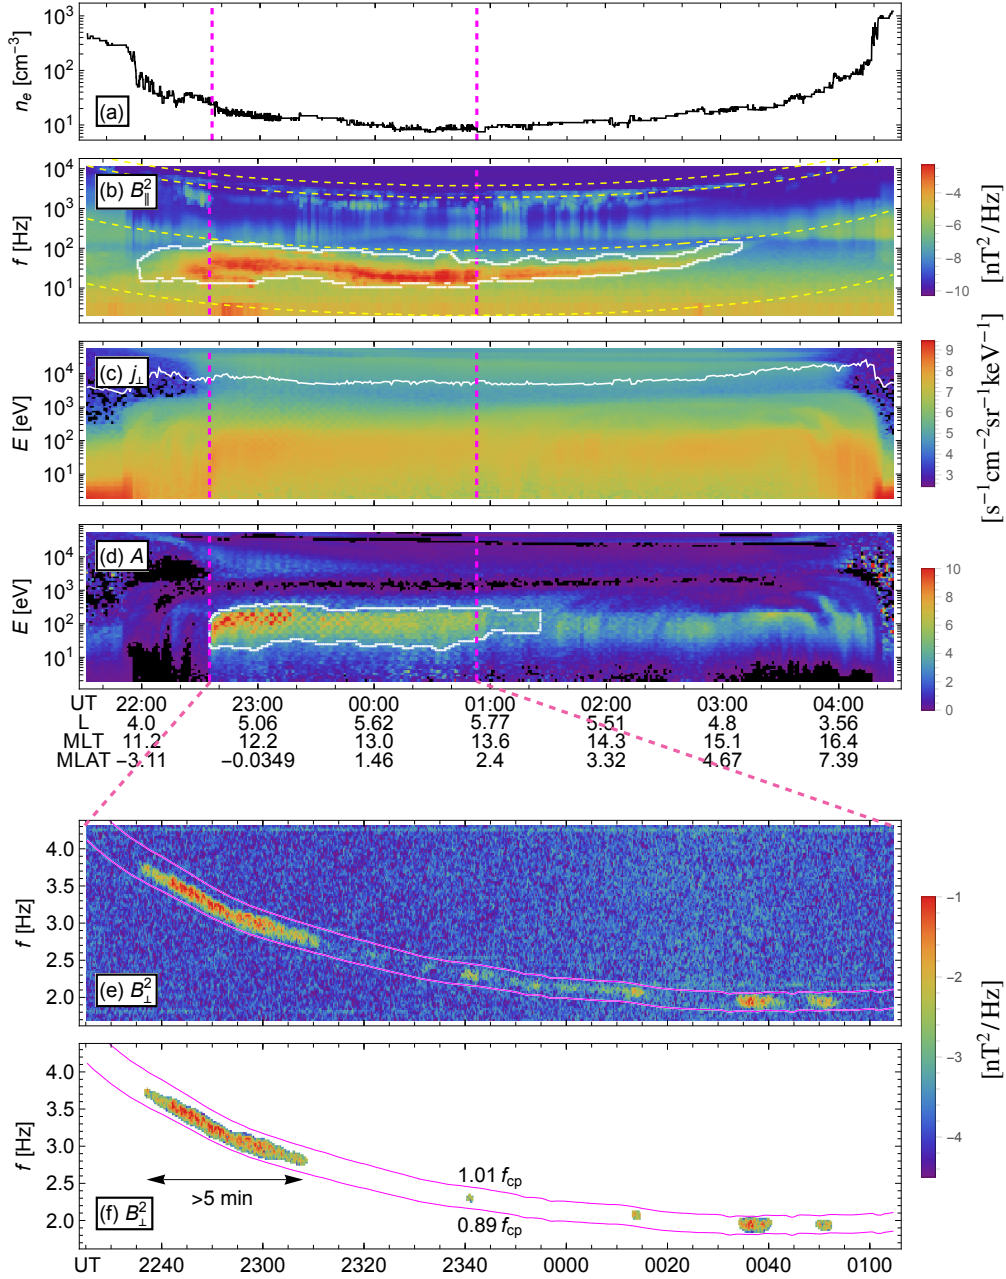 10³
10²
10¹
nₑ [cm⁻³]
(a)
10⁴
10³
10²
10¹
f [Hz]
(b) B²∥
−4
−6
−8
−10
[nT²/Hz]
10⁴
10³
10²
10¹
E [eV]
(c) j⊥
9
8
7
6
5
4
3
[s⁻¹cm⁻²sr⁻¹keV⁻¹]
10⁴
10³
10²
10¹
E [eV]
(d) A
10
8
6
4
2
0
UT 22:00 23:00 00:00 01:00 02:00 03:00 04:00
L 4.0 5.06 5.62 5.77 5.51 4.8 3.56
MLT 11.2 12.2 13.0 13.6 14.3 15.1 16.4
MLAT −3.11 −0.0349 1.46 2.4 3.32 4.67 7.39
4.0
3.5
3.0
2.5
2.0
f [Hz]
(e) B²⊥
−1
−2
−3
−4
[nT²/Hz]
4.0
3.5
3.0
2.5
2.0
f [Hz]
>5 min
1.01 f_cp
0.89 f_cp
(f) B²⊥
UT 2240 2300 2320 2340 0000 0020 0040 0100